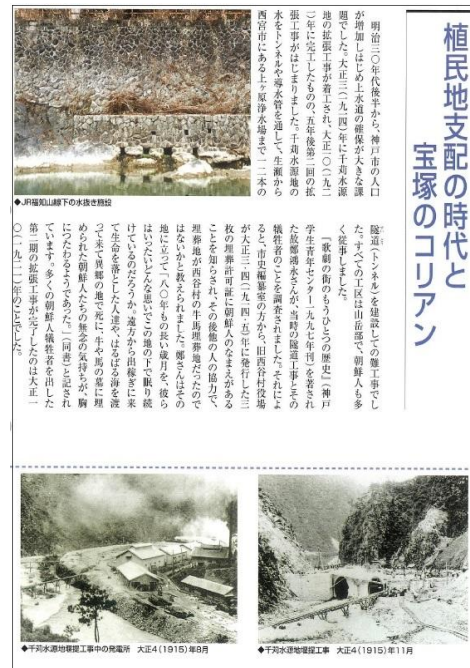 植民地支配の時代と
宝塚のコリアン
明治三〇年代後半から、神戸市の人口
が増加しはじめ上水道の確保が大きな課
題でした。大正三(一九一四)年に千苅水源
地の拡張工事が着工され、大正一〇(一九二
一)年に完工したものの、五年後第二回の拡
張工事がはじまりました。千苅水源地の
水をトンネルや導水管を通して、生瀬から
西宮市にある上ヶ原浄水場まで一二本の
隧道(トンネル)を建設しての難工事でし
た。すべての工区は山岳部で、朝鮮人も多
く従事しました。
『歌劇の街のもうひとつの歴史』(神戸
学生青年センター一九九七年刊)を著され
た故鄭鴻永さんが、当時の隧道工事とその
犠牲者のことを調査されました。それによ
ると、市史編纂室の方から、旧西谷村役場
が大正三・四(一九一四・五)年に発行した三
枚の埋葬許可証に朝鮮人のなまえがある
ことを知らされ、その後他の人の協力で、
埋葬地が西谷村の牛馬埋葬地だったので
はないかと教えられました。鄭さんはその
地に立って「八〇年もの長い歳月を、彼ら
はいったいどんな思いでこの地の下で眠り続
けているのだろうか。遠方から出稼ぎに来
て生命を落とした人達や、はるばる海を渡
って来て異郷の地で死に、牛や馬の墓に埋
められた朝鮮人たちの無念の気持ちが、胸
につたわるようであった。」(同書)と記され
ています。多くの朝鮮人犠牲者を出した
第二期の拡張工事が完了したのは大正一
〇(一九二一)年のことでした。
◆JR福知山線下の水抜き施設
◆千苅水源地堰堤工事中の発電所　大正4(1915)年8月
◆千苅水源地堰堤工事　大正4(1915)年11月